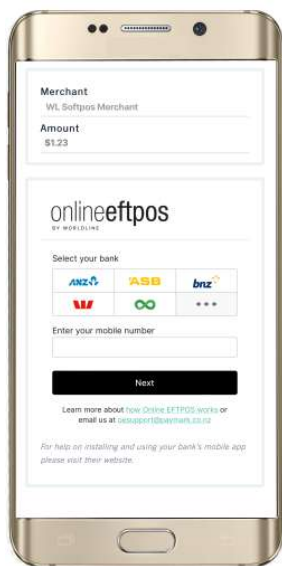 Merchant
WL Softpos Merchant
Amount
$1.23
onlineeftpos
BY WORLDLINE
Select your bank
ANZ ASB bnz
Enter your mobile number
Next
Learn more about how Online EFTPOS works or
email us at oesupport@paymark.co.nz
For help on installing and using your bank's mobile app
please visit their website.